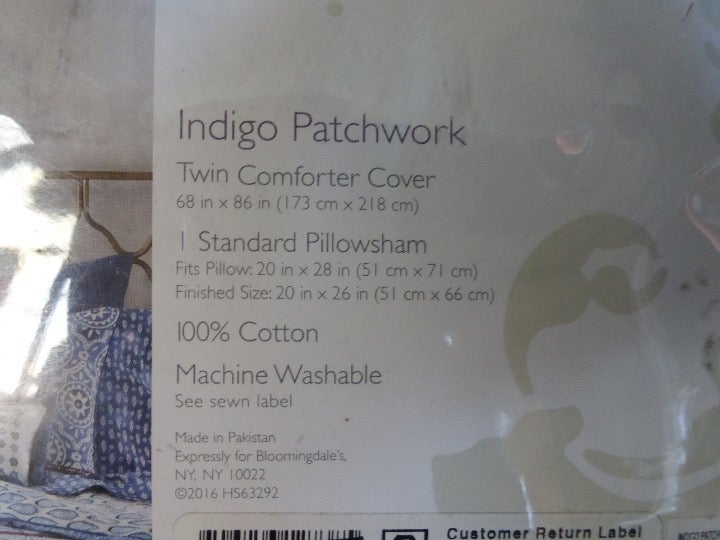 Indigo Patchwork
Twin Comforter Cover
68 in x 86 in (173 cm x 218 cm)
1 Standard Pillowsham
Fits Pillow: 20 in x 28 in (51 cm x 71 cm)
Finished Size: 20 in x 26 in (51 cm x 66 cm)
100% Cotton
Machine Washable
See sewn label
Made in Pakistan
Expressly for Bloomingdale's,
NY, NY 10022
©2016 HS63292
Customer Return Label